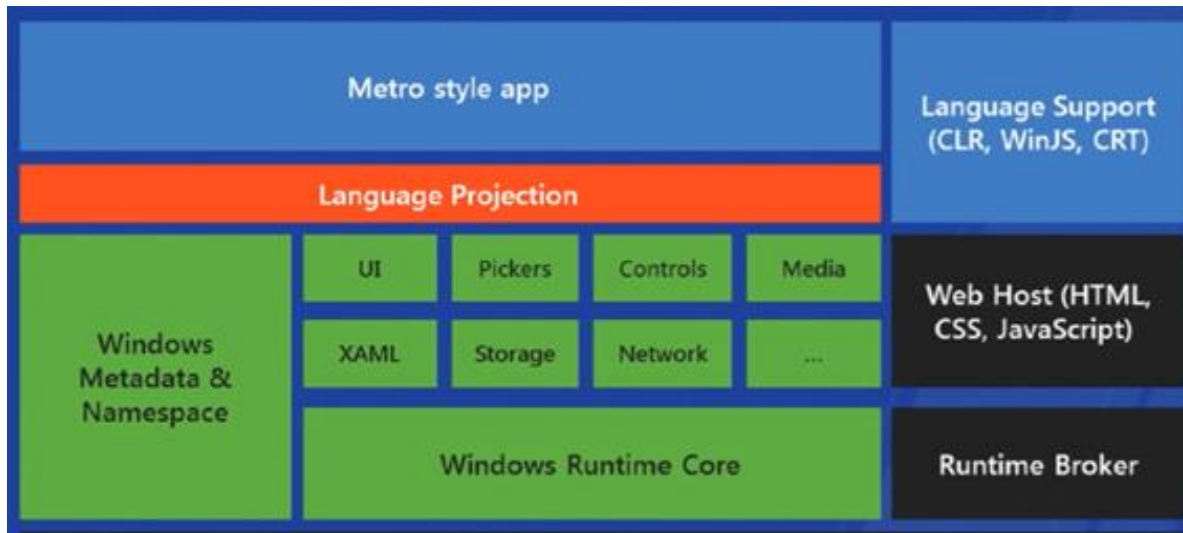 Metro style app
Language Support
(CLR, WinJS, CRT)
Language Projection
UI
Pickers
Controls
Media
Windows
Metadata &
Namespace
XAML
Storage
Network
...
Web Host (HTML,
CSS, JavaScript)
Windows Runtime Core
Runtime Broker